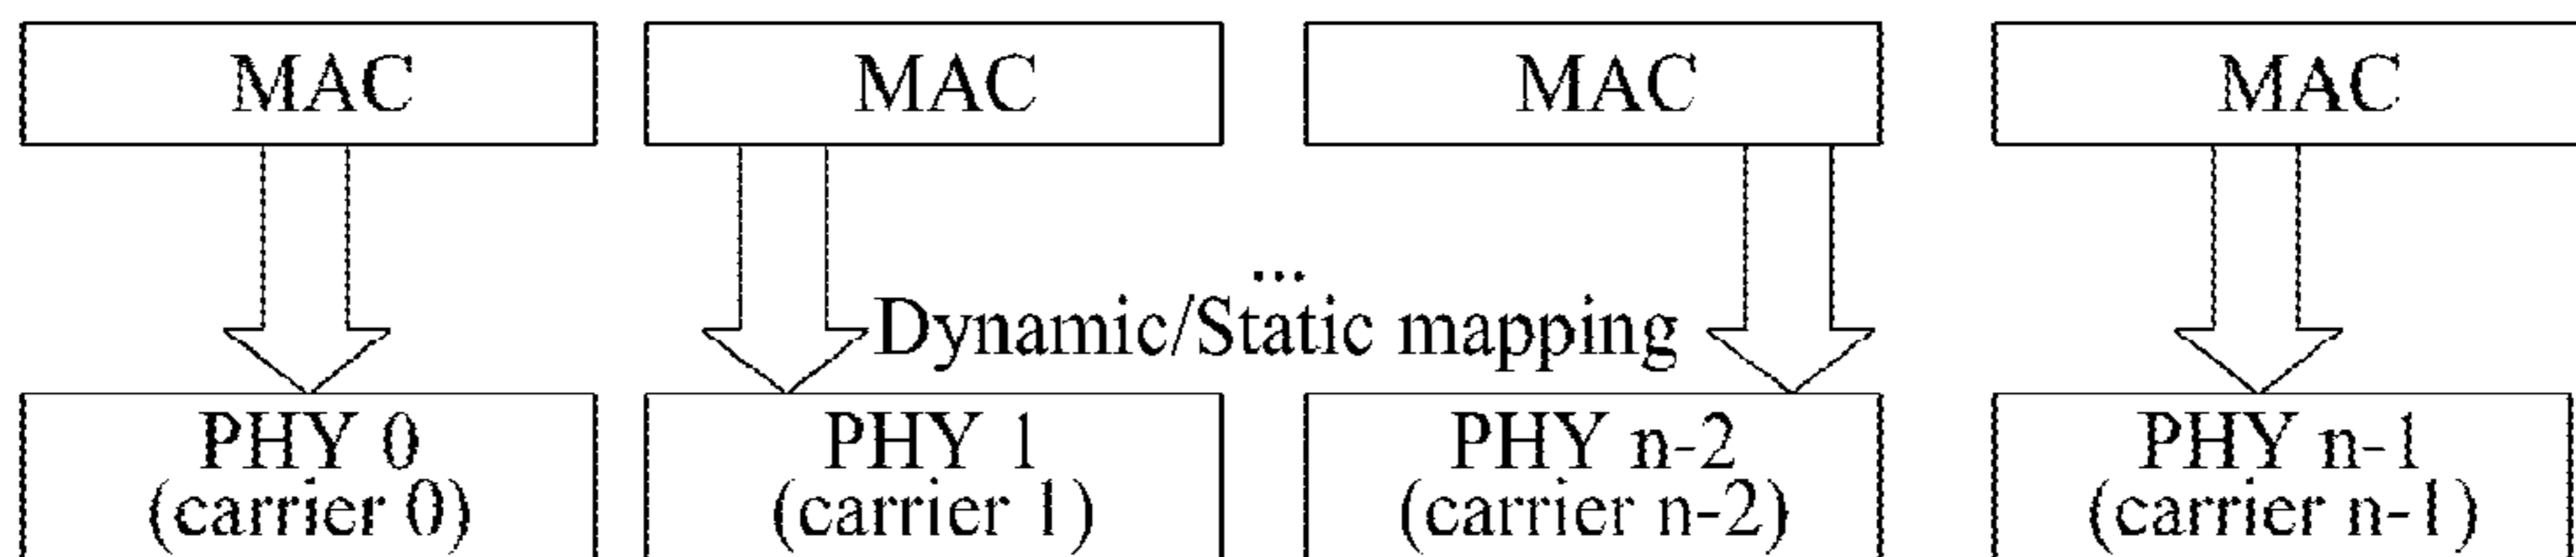 MAC MAC MAC MAC
...
Dynamic/Static mapping
PHY 0 PHY 1 PHY n-2 PHY n-1
(carrier 0) (carrier 1) (carrier n-2) (carrier n-1)